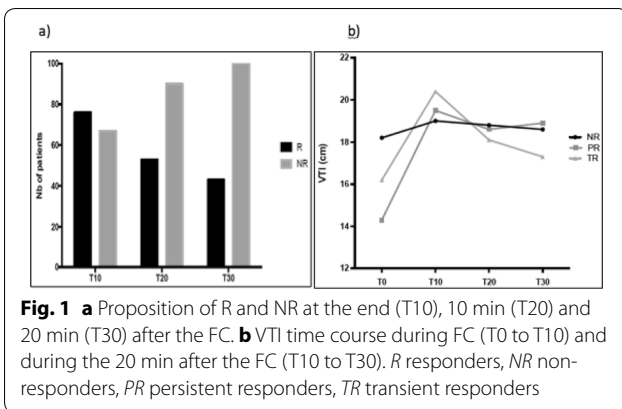 a)
b)
Nb of patients
100
80
60
40
20
0
T10
T20
T30
R
NR
VTI (cm)
22
20
18
16
14
12
T0
T10
T20
T30
NR
PR
TR
Fig. 1 a Proposition of R and NR at the end (T10), 10 min (T20) and
20 min (T30) after the FC. b VTI time course during FC (T0 to T10) and
during the 20 min after the FC (T10 to T30). R responders, NR non-
responders, PR persistent responders, TR transient responders